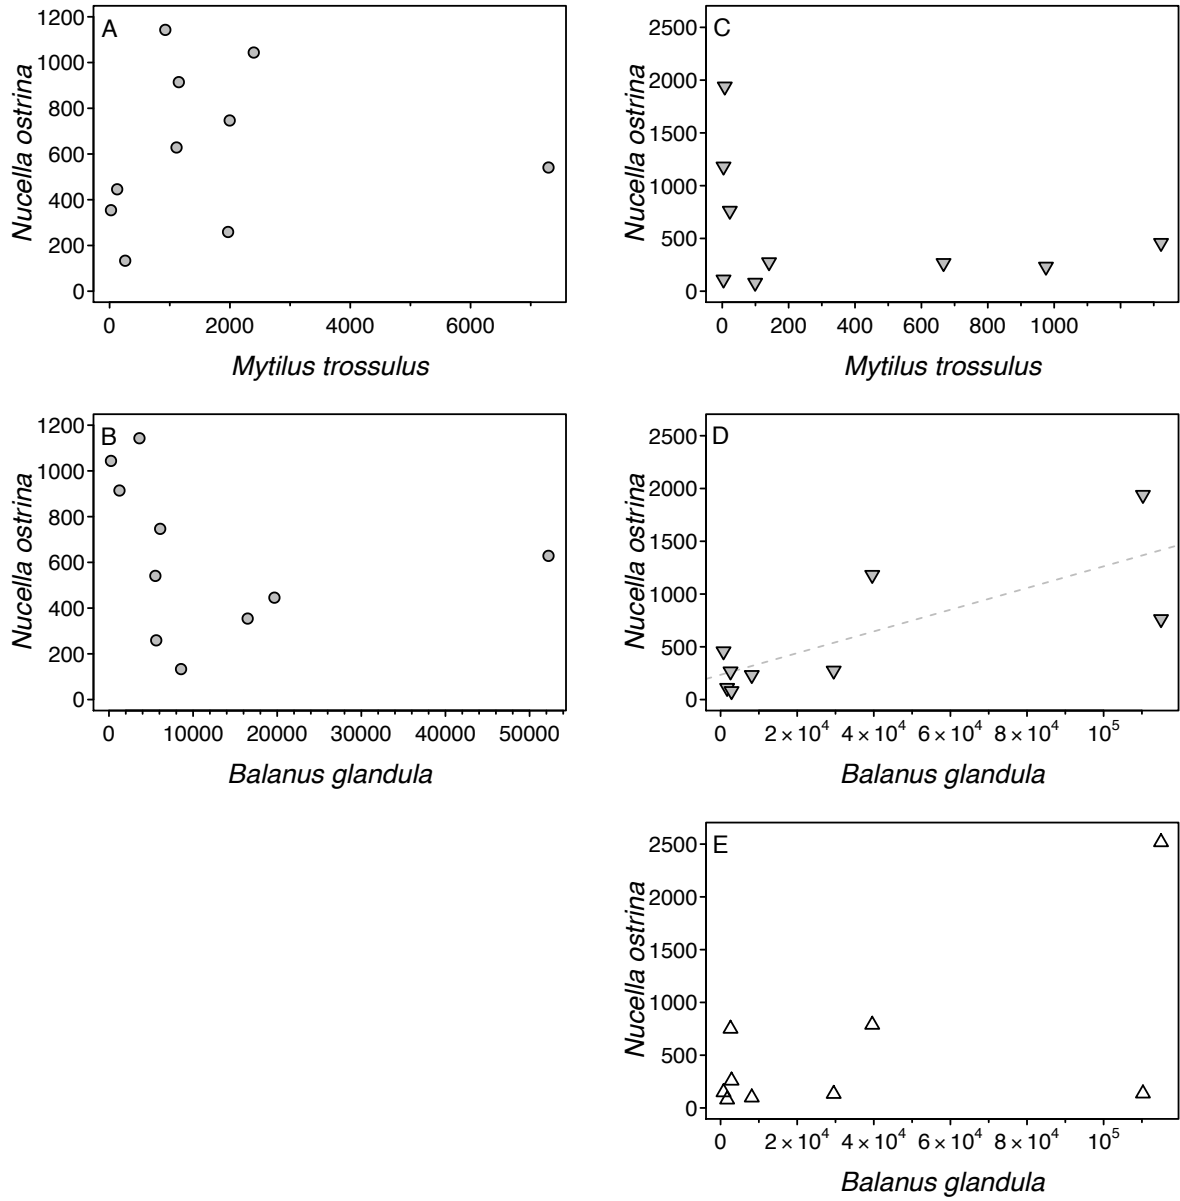 A
Nucella ostrina
1200
1000
800
600
400
200
0
0 2000 4000 6000
Mytilus trossulus
C
Nucella ostrina
2500
2000
1500
1000
500
0
0 200 400 600 800 1000
Mytilus trossulus
B
Nucella ostrina
1200
1000
800
600
400
200
0
0 10000 20000 30000 40000 50000
Balanus glandula
D
Nucella ostrina
2500
2000
1500
1000
500
0
0 2×10⁴ 4×10⁴ 6×10⁴ 8×10⁴ 10⁵
Balanus glandula
E
Nucella ostrina
2500
2000
1500
1000
500
0
0 2×10⁴ 4×10⁴ 6×10⁴ 8×10⁴ 10⁵
Balanus glandula